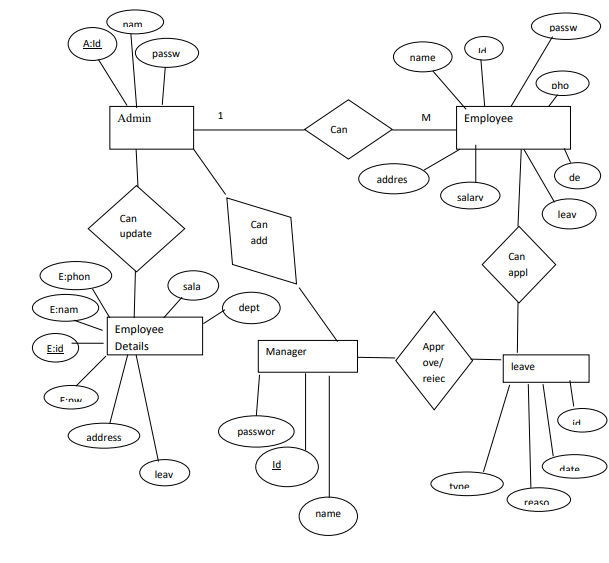 nam
A:Id
passw
passw
name
Id
pho
Admin
1
Can
M
Employee
addres
salary
de
leav
Can
update
Can
add
Can
appl
E:phon
sala
E:nam
dept
Employee
Details
E:id
Manager
Appr
ove/
rejec
leave
E:pw
passwor
id
address
Id
date
leav
type
reaso
name